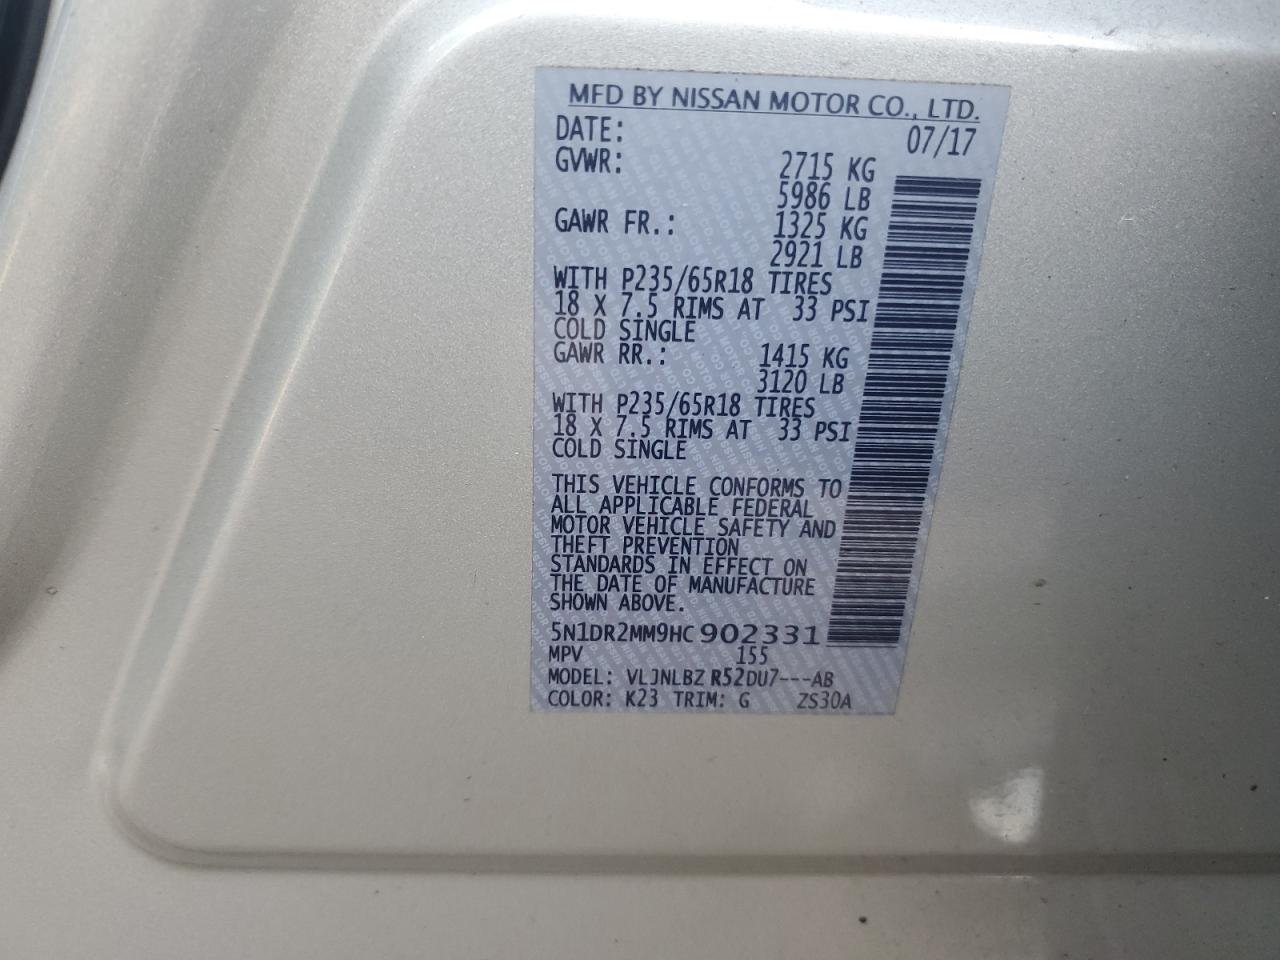 MFD BY NISSAN MOTOR CO., LTD.
DATE: 07/17
GVWR: 2715 KG
5986 LB
GAWR FR.: 1325 KG
2921 LB
WITH P235/65R18 TIRES
18 X 7.5 RIMS AT 33 PSI
COLD SINGLE
GAWR RR.: 1415 KG
3120 LB
WITH P235/65R18 TIRES
18 X 7.5 RIMS AT 33 PSI
COLD SINGLE
THIS VEHICLE CONFORMS TO
ALL APPLICABLE FEDERAL
MOTOR VEHICLE SAFETY AND
THEFT PREVENTION
STANDARDS IN EFFECT ON
THE DATE OF MANUFACTURE
SHOWN ABOVE.
5N1DR2MM9HC902331
MPV 155
MODEL: VLJNLBZ R52DU7---AB
COLOR: K23 TRIM: G ZS30A